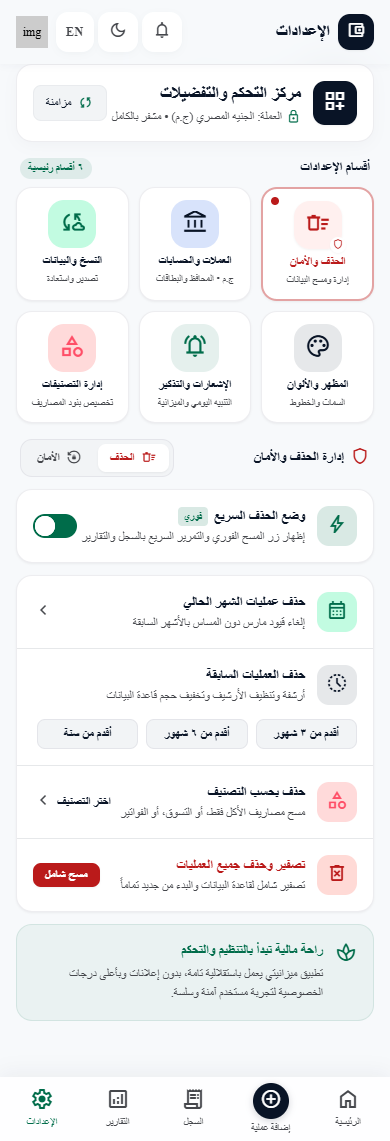 الإعدادات
EN
img
مركز التحكم والتفضيلات
العملة: الجنيه المصري (ج.م) • مشفر بالكامل
مزامنة
أقسام الإعدادات
٦ أقسام رئيسية
الحذف والأمان
إدارة ومسح البيانات
العملات والحسابات
ج.م • المحافظ والبطاقات
النسخ والبيانات
تصدير واستعادة
المظهر والألوان
السمات والخطوط
الإشعارات والتذكير
التنبيه اليومي والميزانية
إدارة التصنيفات
تخصيص بنود المصاريف
إدارة الحذف والأمان
الحذف
الأمان
وضع الحذف السريع
فوري
إظهار زر المسح الفوري والتمرير السريع بالسجل والتقارير
حذف عمليات الشهر الحالي
إلغاء قيود مارس دون المساس بالأشهر السابقة
حذف العمليات السابقة
أرشفة وتنظيف الأرشيف وتخفيف حجم قاعدة البيانات
أقدم من ٣ شهور
أقدم من ٦ شهور
أقدم من سنة
حذف بحسب التصنيف
مسح مصاريف الأكل فقط، أو التسوق، أو الفواتير
اختر التصنيف
تصفير وحذف جميع العمليات
تصفير شامل لقاعدة البيانات والبدء من جديد تماماً
مسح شامل
راحة مالية تبدأ بالتنظيم والتحكم
تطبيق ميزانيتي يعمل باستقلالية تامة، بدون إعلانات وبأعلى درجات
الخصوصية لتجربة مستخدم آمنة وسلسة.
الرئيسية
إضافة عملية
السجل
التقارير
الإعدادات